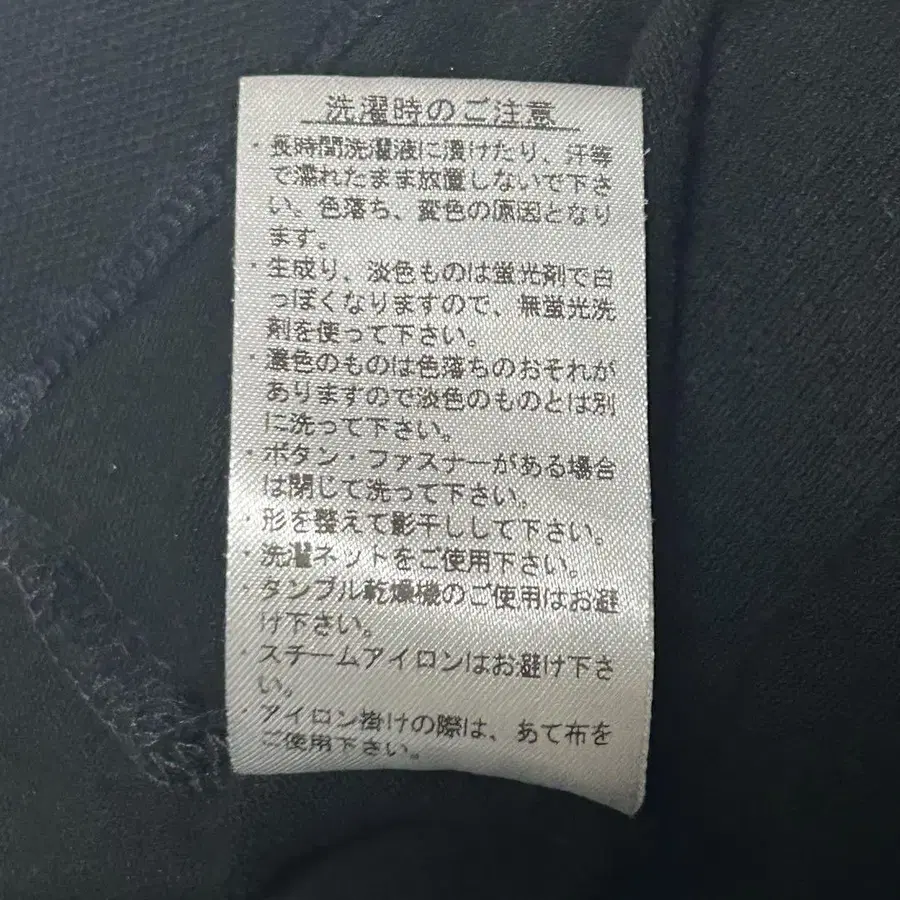 洗濯時のご注意
・長時間洗濯液に漬けたり、汗等
で濡れたまま放置しないで下さ
い。色落ち、変色の原因となり
ます。
・生成り、淡色ものは蛍光剤で白
っぽくなりますので、無蛍光洗
剤を使って下さい。
・濃色のものは色落ちのおそれが
ありますので淡色のものとは別
に洗って下さい。
・ボタン・ファスナーがある場合
は閉じて洗って下さい。
・形を整えて影干しして下さい。
・洗濯ネットをご使用下さい。
・タンブル乾燥機のご使用はお避
け下さい。
・スチームアイロンはお避け下さ
い。
・アイロン掛けの際は、あて布を
ご使用下さい。